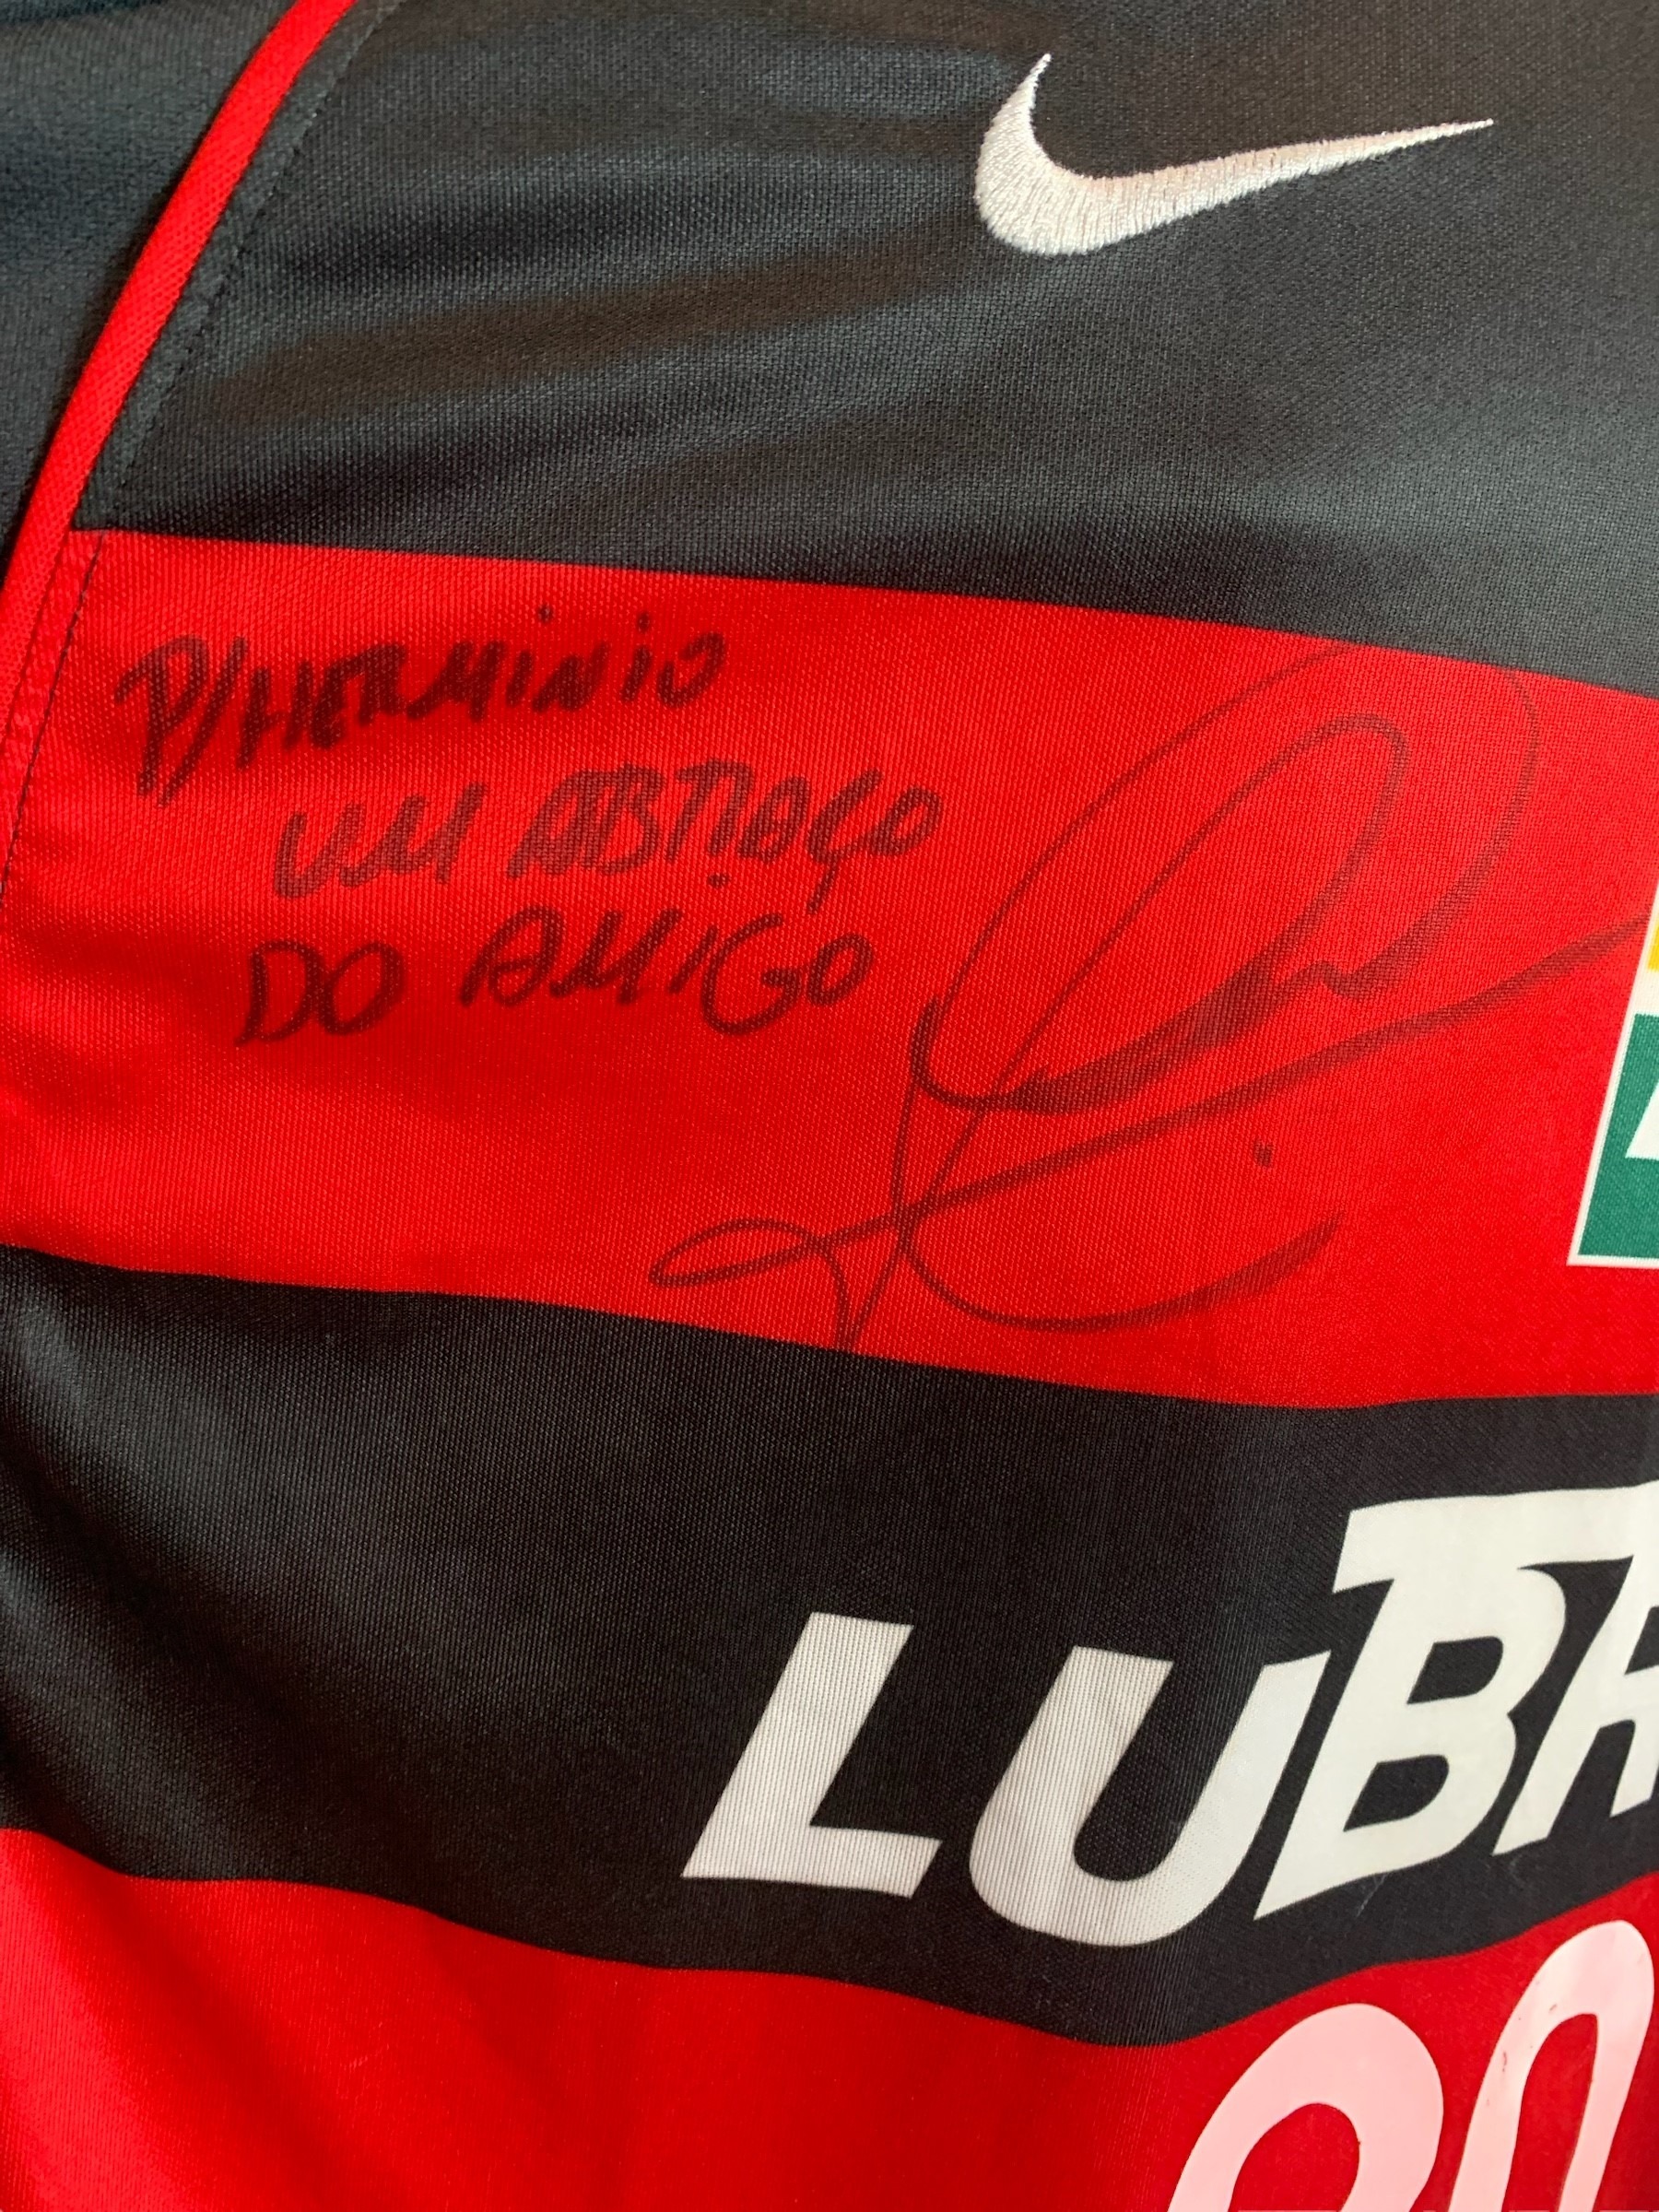 P/HERMINIO
UM ABRAÇO
DO AMIGO
LUBR